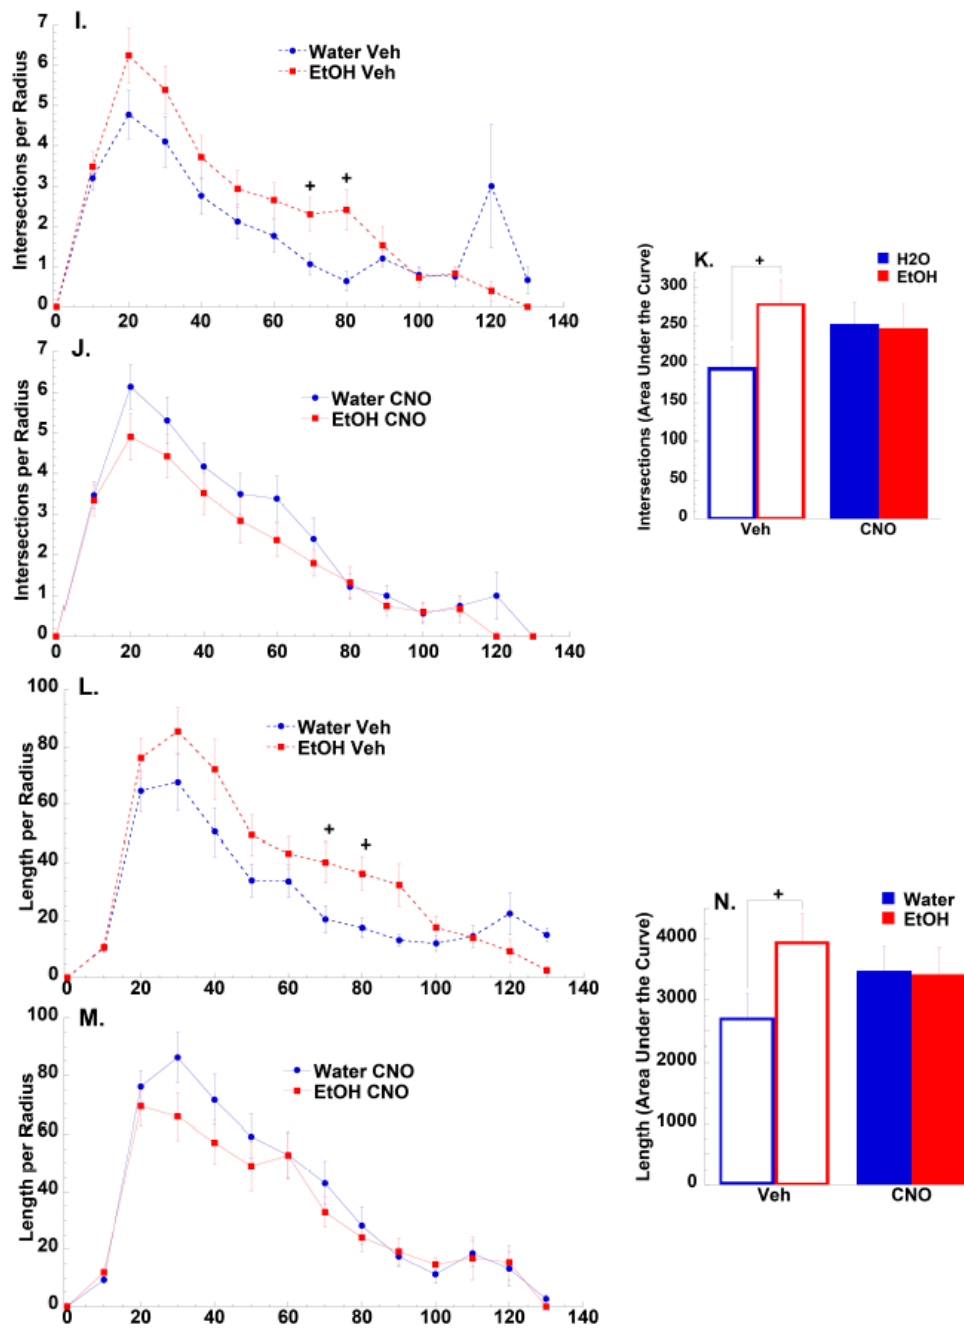 I.
Intersections per Radius
7
6
5
4
3
2
1
0
Water Veh
EtOH Veh
+ +
0 20 40 60 80 100 120 140
J.
Intersections per Radius
7
6
5
4
3
2
1
0
Water CNO
EtOH CNO
0 20 40 60 80 100 120 140
K.
Intersections (Area Under the Curve)
300
250
200
150
100
50
0
+
H2O
EtOH
Veh CNO
L.
Length per Radius
100
80
60
40
20
0
Water Veh
EtOH Veh
+ +
0 20 40 60 80 100 120 140
M.
Length per Radius
100
80
60
40
20
0
Water CNO
EtOH CNO
0 20 40 60 80 100 120 140
N.
Length (Area Under the Curve)
4000
3000
2000
1000
0
+
Water
EtOH
Veh CNO